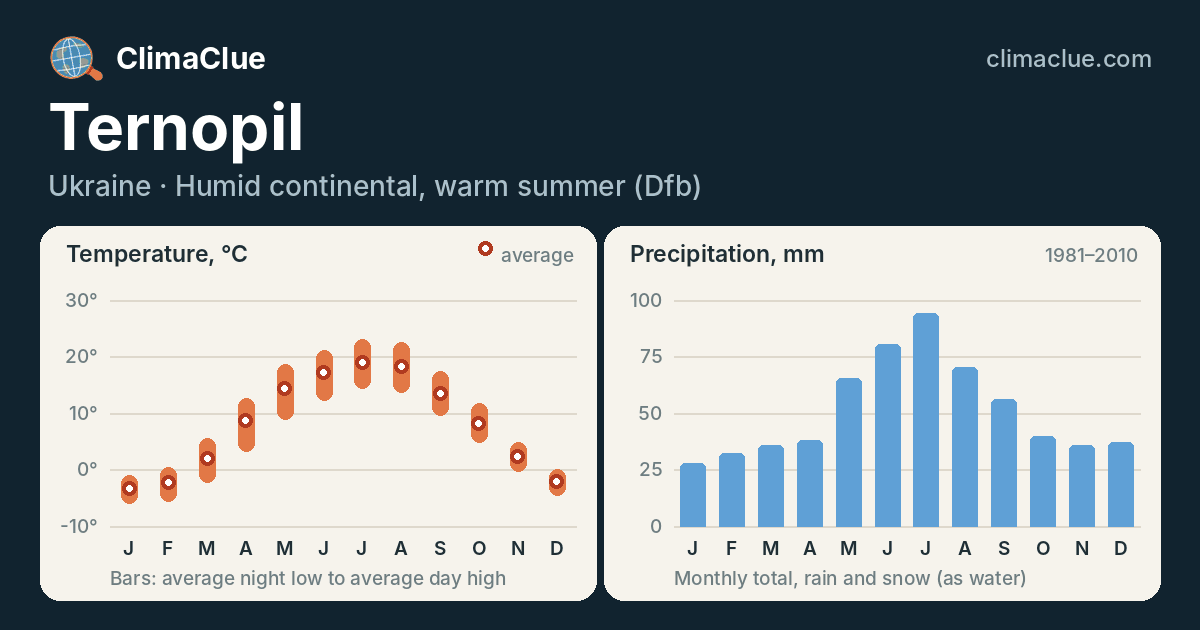 ClimaClue
climaclue.com
Ternopil
Ukraine · Humid continental, warm summer (Dfb)
Temperature, °C
average
30°
20°
10°
0°
-10°
J F M A M J J A S O N D
Bars: average night low to average day high
Precipitation, mm
1981–2010
100
75
50
25
0
J F M A M J J A S O N D
Monthly total, rain and snow (as water)